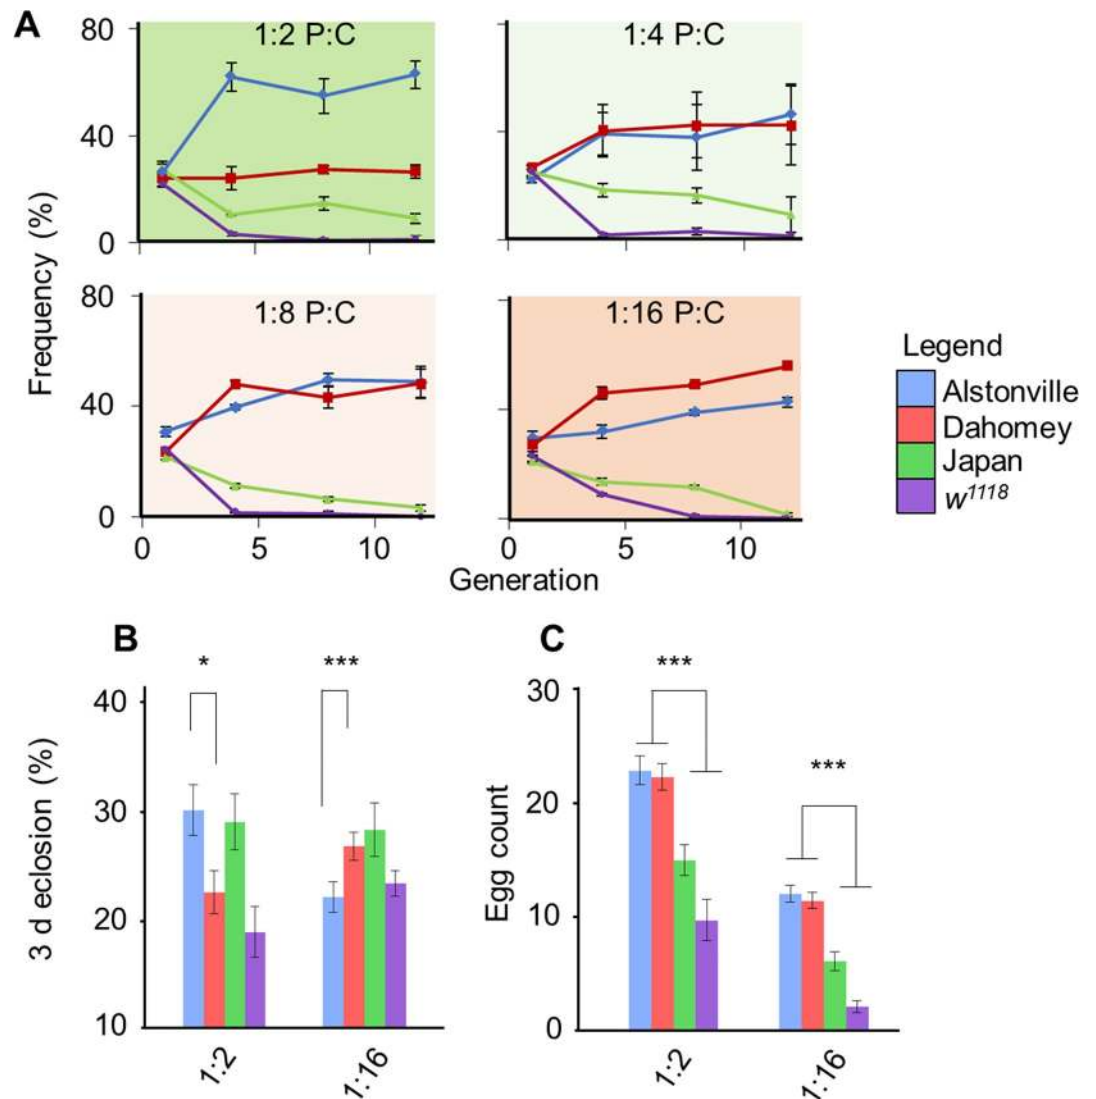 A
1:2 P:C
1:4 P:C
80
40
0
Frequency (%)
1:8 P:C
1:16 P:C
80
40
0
0 5 10
0 5 10
Generation
Legend
Alstonville
Dahomey
Japan
w¹¹¹⁸
B
*
***
40
30
20
10
3 d eclosion (%)
1:2
1:16
C
***
***
30
20
10
0
Egg count
1:2
1:16